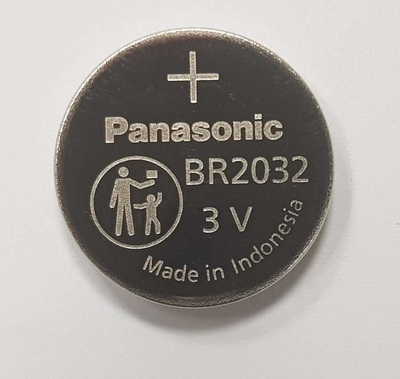 +
Panasonic
BR2032
3 V
Made in Indonesia